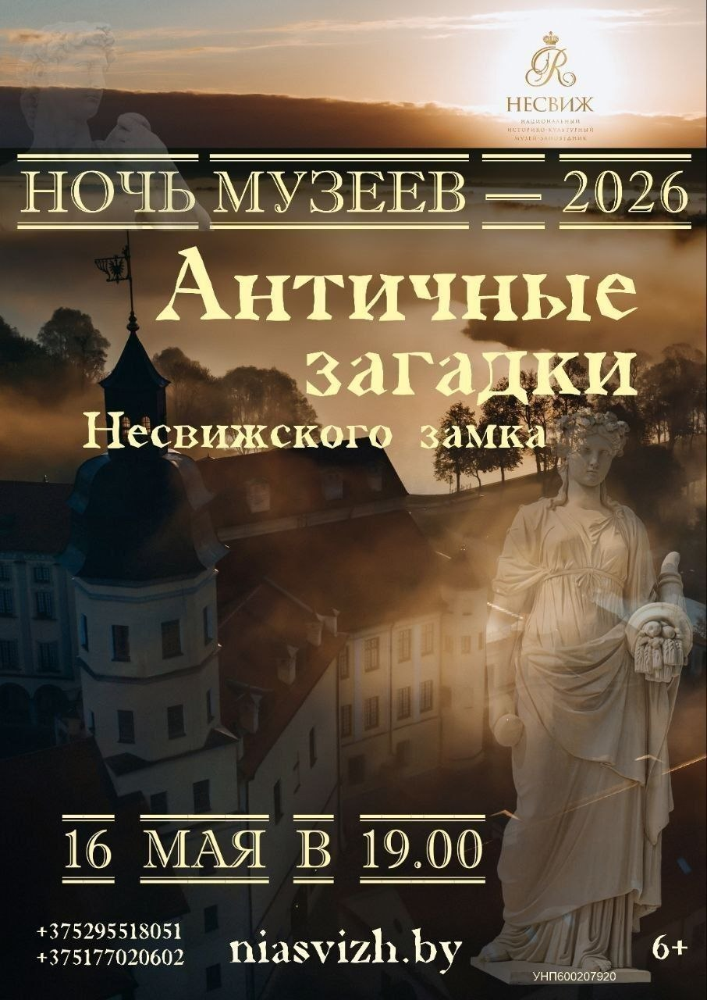 НЕСВИЖ
НАЦИОНАЛЬНЫЙ
ИСТОРИКО-КУЛЬТУРНЫЙ
МУЗЕЙ-ЗАПОВЕДНИК
НОЧЬ МУЗЕЕВ — 2026
Античные
загадки
Несвижского замка
16 МАЯ В 19.00
+375295518051
+375177020602
niasvizh.by
6+
УНП600207920